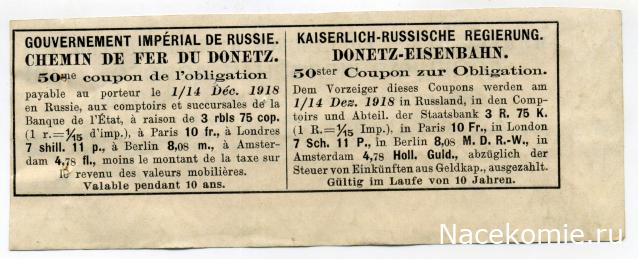 GOUVERNEMENT IMPÉRIAL DE RUSSIE.
CHEMIN DE FER DU DONETZ.
50me coupon de l'obligation
payable au porteur le 1/14 Déc. 1918
en Russie, aux comptoirs et succursales de la
Banque de l'État, à raison de 3 rbls 75 cop.
(1 r.=1/15 d'imp.), à Paris 10 fr., à Londres
7 shill. 11 p., à Berlin 8,08 m., à Amster-
dam 4,78 fl., moins le montant de la taxe sur
le revenu des valeurs mobilières.
Valable pendant 10 ans.
KAISERLICH-RUSSISCHE REGIERUNG.
DONETZ-EISENBAHN.
50ster Coupon zur Obligation.
Dem Vorzeiger dieses Coupons werden am
1/14 Dez. 1918 in Russland, in den Comp-
toirs und Abteil. der Staatsbank 3 R. 75 K.
(1 R.=1/15 Imp.), in Paris 10 Fr., in London
7 Sch. 11 P., in Berlin 8,08 M. D. R.-W., in
Amsterdam 4,78 Holl. Guld., abzüglich der
Steuer von Einkünften aus Geldkap., ausgezahlt.
Gültig im Laufe von 10 Jahren.
Nacekomie.ru